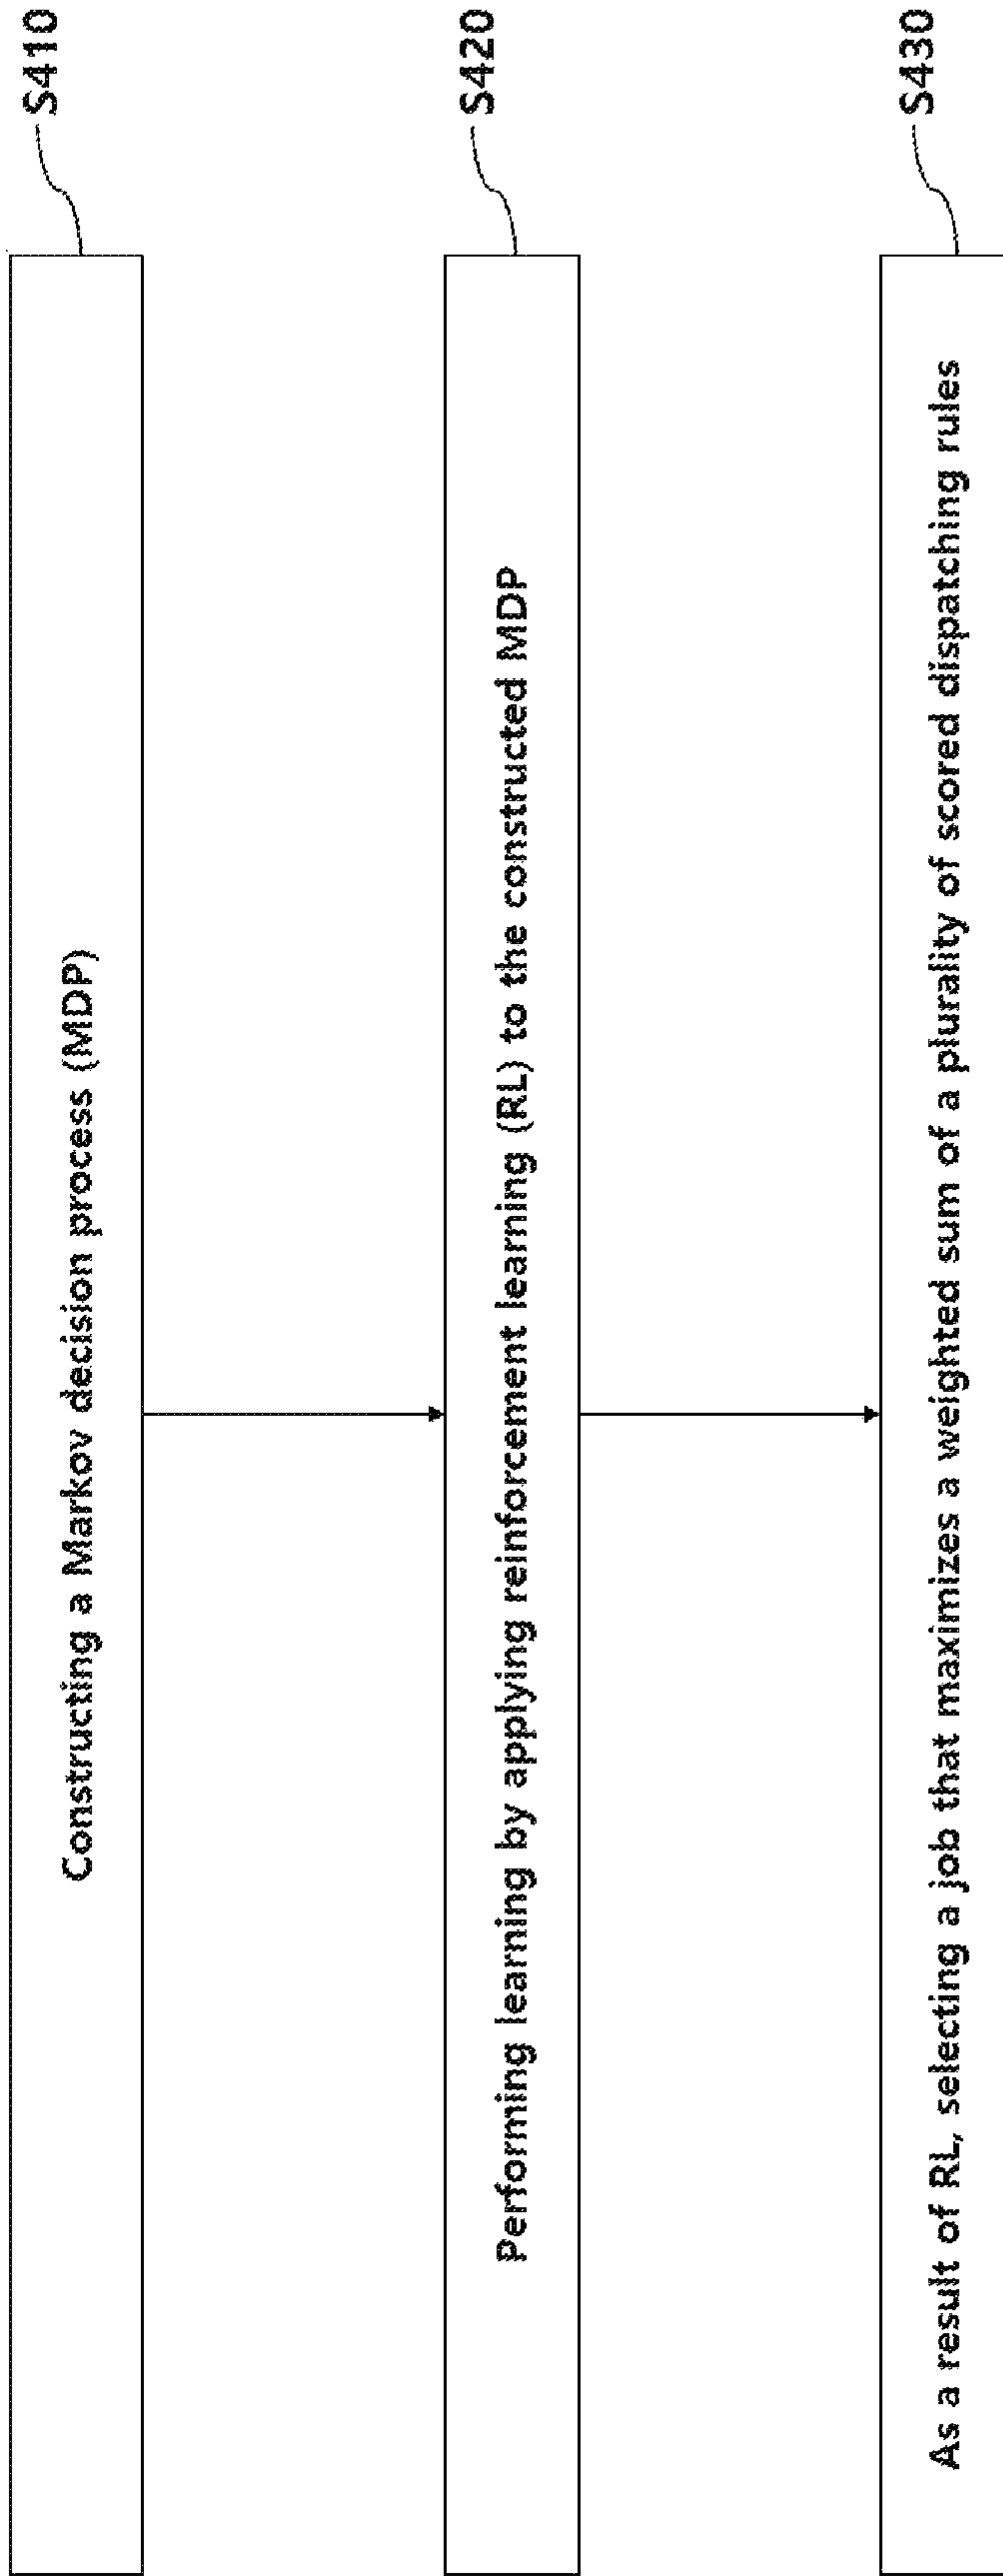 Constructing a Markov decision process (MDP)
S410
Performing learning by applying reinforcement learning (RL) to the constructed MDP
S420
As a result of RL, selecting a job that maximizes a weighted sum of a plurality of scored dispatching rules
S430